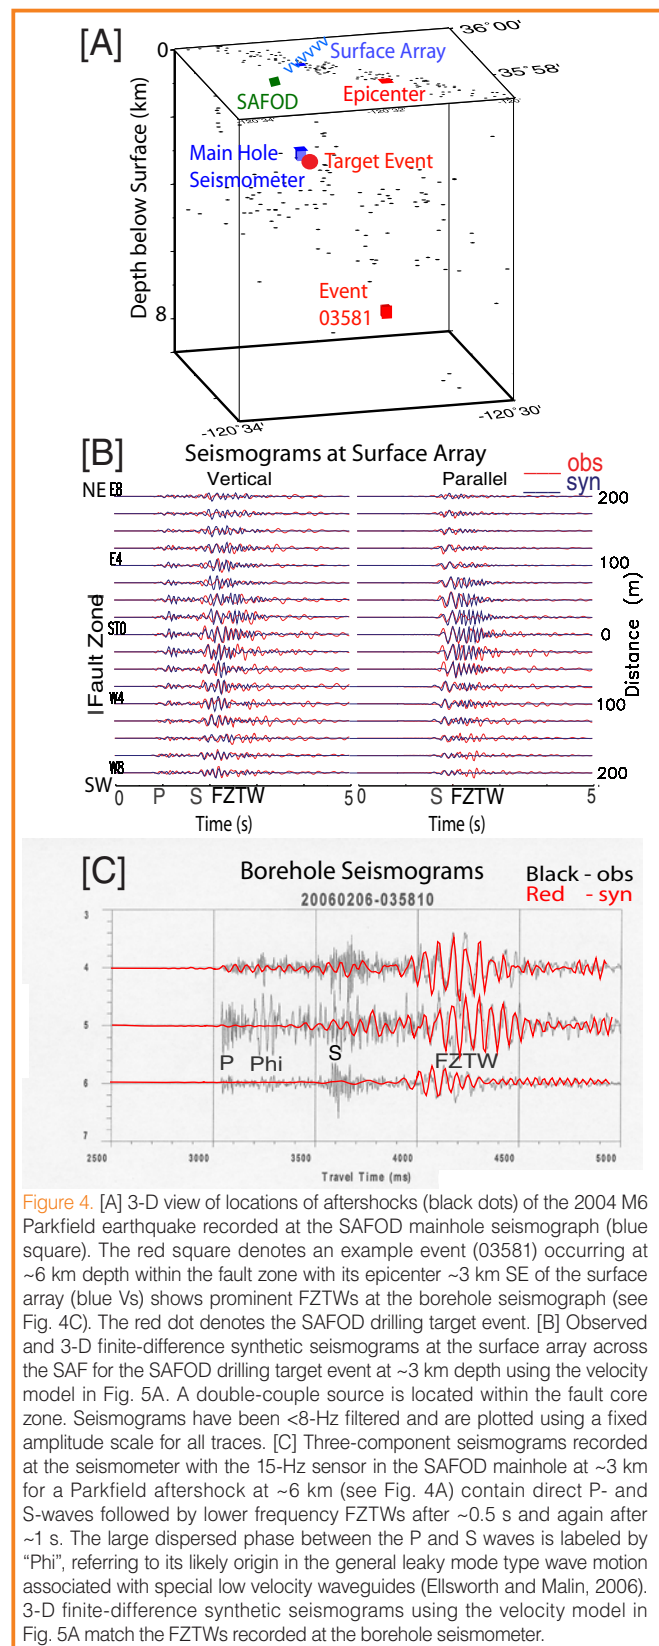 [A]
36°00'
35°58'
0
Surface Array
SAFOD
Epicenter
-120°34'
-120°32'
-120°
Depth below Surface (km)
Main Hole-
Seismometer
Target Event
Event
03581
8
-120°34'
-120°30'
[B]
Seismograms at Surface Array
Vertical
Parallel
obs
syn
NE E8
200
E4
100
ST0
0
W4
100
W8
200
SW
I Fault Zone
Distance (m)
0 P S FZTW 5 0 S FZTW 5
Time (s)
Time (s)
[C]
Borehole Seismograms
Black - obs
Red - syn
20060206-035810
3
4
5
6
7
P Phi S FZTW
2500 3000 3500 4000 4500 5000
Travel Time (ms)
Figure 4. [A] 3-D view of locations of aftershocks (black dots) of the 2004 M6
Parkfield earthquake recorded at the SAFOD mainhole seismograph (blue
square). The red square denotes an example event (03581) occurring at
~6 km depth within the fault zone with its epicenter ~3 km SE of the surface
array (blue Vs) shows prominent FZTWs at the borehole seismograph (see
Fig. 4C). The red dot denotes the SAFOD drilling target event. [B] Observed
and 3-D finite-difference synthetic seismograms at the surface array across
the SAF for the SAFOD drilling target event at ~3 km depth using the velocity
model in Fig. 5A. A double-couple source is located within the fault core
zone. Seismograms have been <8-Hz filtered and are plotted using a fixed
amplitude scale for all traces. [C] Three-component seismograms recorded
at the seismometer with the 15-Hz sensor in the SAFOD mainhole at ~3 km
for a Parkfield aftershock at ~6 km (see Fig. 4A) contain direct P- and
S-waves followed by lower frequency FZTWs after ~0.5 s and again after
~1 s. The large dispersed phase between the P and S waves is labeled by
"Phi", referring to its likely origin in the general leaky mode type wave motion
associated with special low velocity waveguides (Ellsworth and Malin, 2006).
3-D finite-difference synthetic seismograms using the velocity model in
Fig. 5A match the FZTWs recorded at the borehole seismometer.